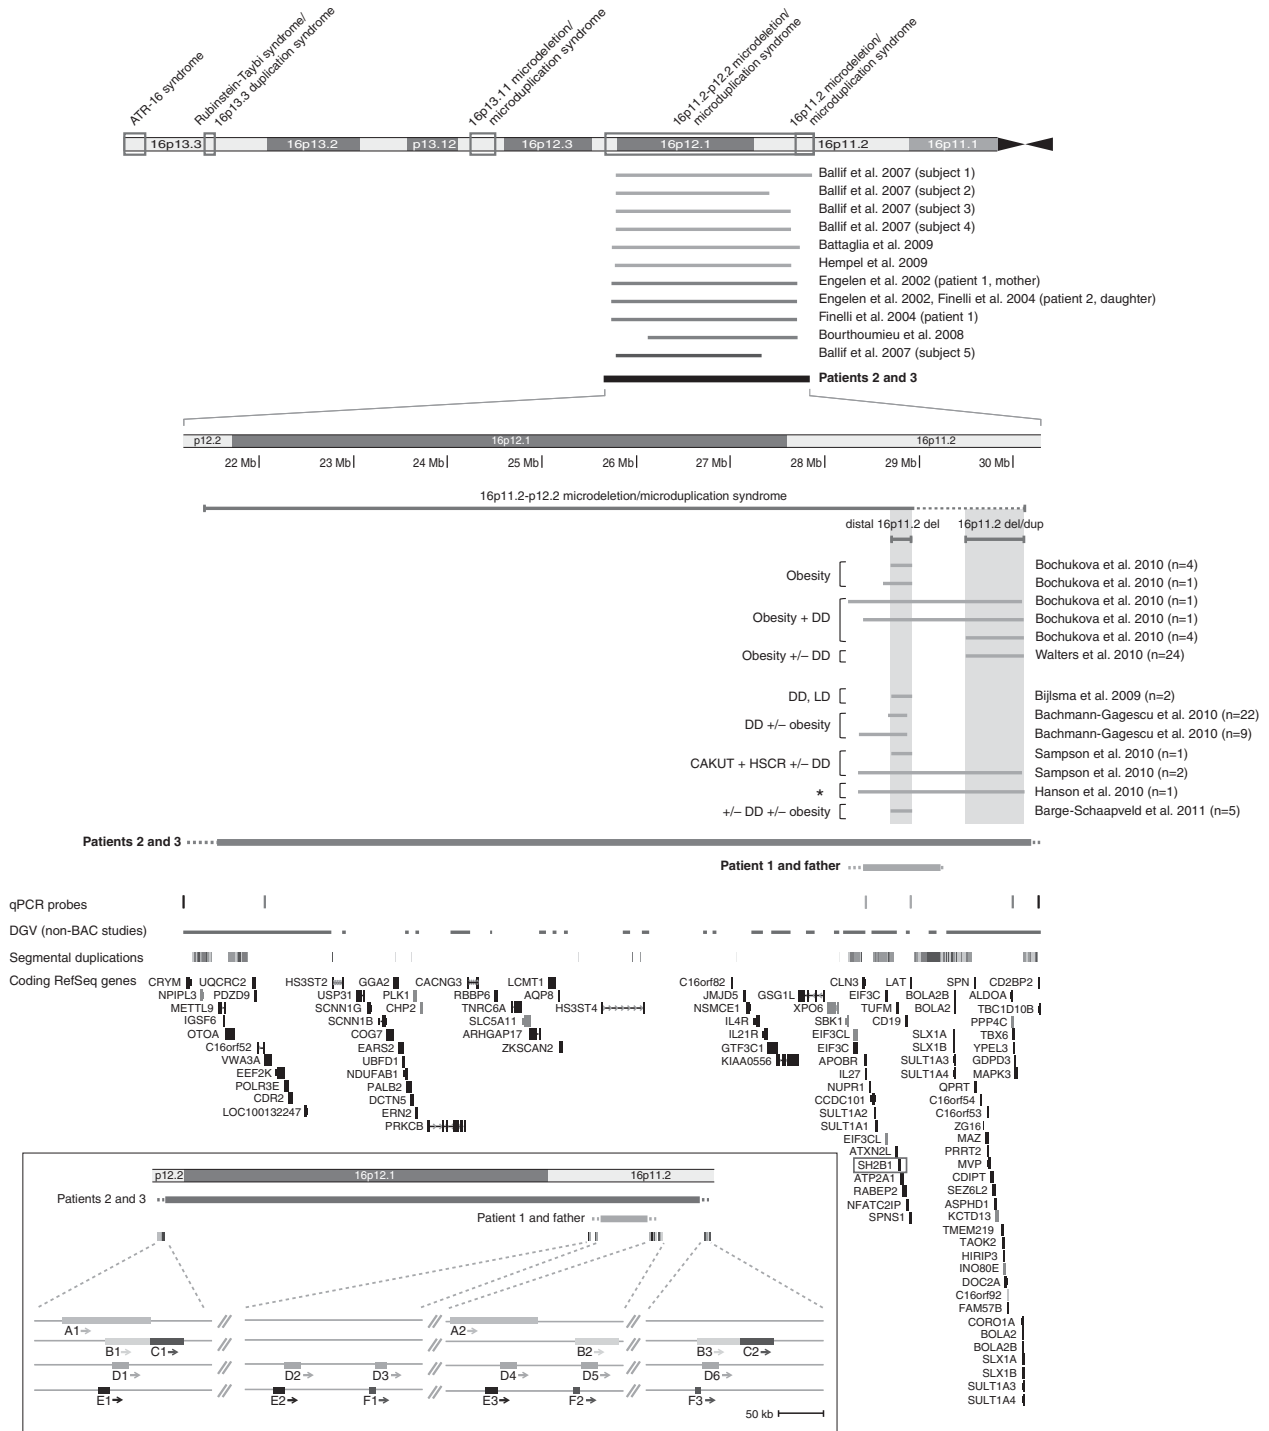 ATR-16 syndrome
Rubinstein-Taybi syndrome/
16p13.3 duplication syndrome
16p13.11 microdeletion/
microduplication syndrome
16p11.2-p12.2 microdeletion/
microduplication syndrome
16p11.2 microdeletion/
microduplication syndrome
16p13.3 16p13.2 p13.12 16p12.3 16p12.1 16p11.2 16p11.1
Ballif et al. 2007 (subject 1)
Ballif et al. 2007 (subject 2)
Ballif et al. 2007 (subject 3)
Ballif et al. 2007 (subject 4)
Battaglia et al. 2009
Hempel et al. 2009
Engelen et al. 2002 (patient 1, mother)
Engelen et al. 2002, Finelli et al. 2004 (patient 2, daughter)
Finelli et al. 2004 (patient 1)
Bourthoumieu et al. 2008
Ballif et al. 2007 (subject 5)
Patients 2 and 3
p12.2 16p12.1 16p11.2
22 Mb 23 Mb 24 Mb 25 Mb 26 Mb 27 Mb 28 Mb 29 Mb 30 Mb
16p11.2-p12.2 microdeletion/microduplication syndrome
distal 16p11.2 del 16p11.2 del/dup
Obesity
Bochukova et al. 2010 (n=4)
Bochukova et al. 2010 (n=1)
Obesity + DD
Bochukova et al. 2010 (n=1)
Bochukova et al. 2010 (n=1)
Bochukova et al. 2010 (n=4)
Obesity +/– DD Walters et al. 2010 (n=24)
DD, LD Bijlsma et al. 2009 (n=2)
DD +/– obesity
Bachmann-Gagescu et al. 2010 (n=22)
Bachmann-Gagescu et al. 2010 (n=9)
CAKUT + HSCR +/– DD
Sampson et al. 2010 (n=1)
Sampson et al. 2010 (n=2)
* Hanson et al. 2010 (n=1)
+/– DD +/– obesity Barge-Schaapveld et al. 2011 (n=5)
Patients 2 and 3
Patient 1 and father
qPCR probes
DGV (non-BAC studies)
Segmental duplications
Coding RefSeq genes CRYM UQCRC2 HS3ST2 GGA2 CACNG3 LCMT1 C16orf82 CLN3 LAT SPN CD2BP2
NPIPL3 PDZD9 USP31 PLK1 RBBP6 AQP8 JMJD5 GSG1L EIF3C BOLA2B ALDOA
METTL9 SCNN1G CHP2 TNRC6A HS3ST4 NSMCE1 XPO6 TUFM BOLA2 TBC1D10B
IGSF6 SCNN1B SLC5A11 IL4R SBK1 CD19 PPP4C
OTOA COG7 ARHGAP17 IL21R EIF3CL SLX1A TBX6
C16orf52 EARS2 ZKSCAN2 GTF3C1 EIF3C SLX1B YPEL3
VWA3A UBFD1 KIAA0556 APOBR SULT1A3 GDPD3
EEF2K NDUFAB1 IL27 SULT1A4 MAPK3
POLR3E PALB2 NUPR1 QPRT
CDR2 DCTN5 CCDC101 C16orf54
LOC100132247 ERN2 SULT1A2 C16orf53
PRKCB SULT1A1 ZG16
EIF3CL MAZ
ATXN2L PRRT2
SH2B1 MVP
ATP2A1 CDIPT
RABEP2 SEZ6L2
NFATC2IP ASPHD1
SPNS1 KCTD13
TMEM219
TAOK2
HIRIP3
INO80E
DOC2A
C16orf92
FAM57B
CORO1A
BOLA2
BOLA2B
SLX1A
SLX1B
SULT1A3
SULT1A4
p12.2 16p12.1 16p11.2
Patients 2 and 3
Patient 1 and father
A1 A2
B1 C1 B2 B3 C2
D1 D2 D3 D4 D5 D6
E1 E2 F1 E3 F2 F3
50 kb